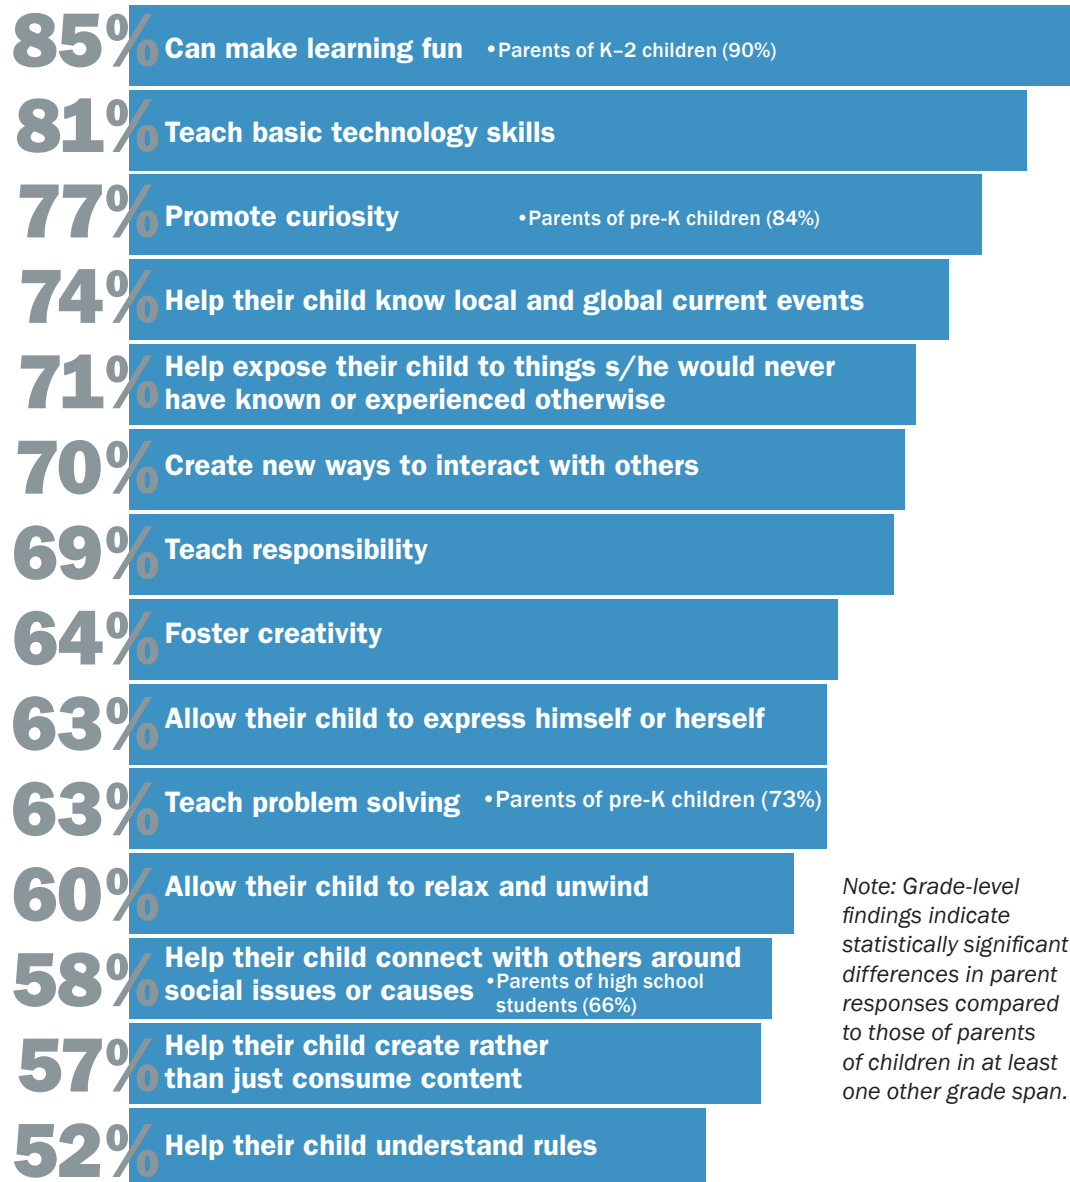 85% Can make learning fun •Parents of K–2 children (90%)
81% Teach basic technology skills
77% Promote curiosity •Parents of pre-K children (84%)
74% Help their child know local and global current events
71% Help expose their child to things s/he would never
have known or experienced otherwise
70% Create new ways to interact with others
69% Teach responsibility
64% Foster creativity
63% Allow their child to express himself or herself
63% Teach problem solving •Parents of pre-K children (73%)
60% Allow their child to relax and unwind
58% Help their child connect with others around
social issues or causes •Parents of high school
students (66%)
57% Help their child create rather
than just consume content
52% Help their child understand rules
Note: Grade-level
findings indicate
statistically significant
differences in parent
responses compared
to those of parents
of children in at least
one other grade span.